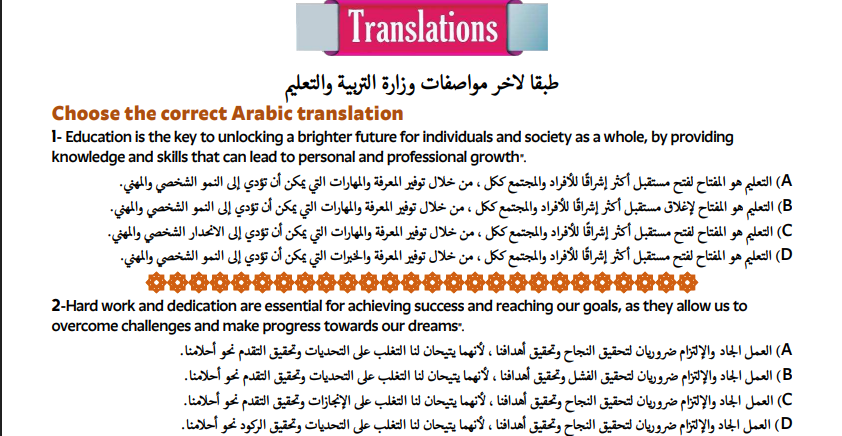 Translations
طبقا لاخر مواصفات وزارة التربية والتعليم
Choose the correct Arabic translation
1- Education is the key to unlocking a brighter future for individuals and society as a whole, by providing
knowledge and skills that can lead to personal and professional growth".
A) التعليم هو المفتاح لفتح مستقبل أكثر إشراقًا للأفراد والمجتمع ككل ، من خلال توفير المعرفة والمهارات التي يمكن أن تؤدي إلى النمو الشخصي والمهني.
B) التعليم هو المفتاح لإغلاق مستقبل أكثر إشراقًا للأفراد والمجتمع ككل ، من خلال توفير المعرفة والمهارات التي يمكن أن تؤدي إلى النمو الشخصي والمهني.
C) التعليم هو المفتاح لفتح مستقبل أكثر إشراقًا للأفراد والمجتمع ككل ، من خلال توفير المعرفة والمهارات التي يمكن أن تؤدي إلى الانحدار الشخصي والمهني.
D) التعليم هو المفتاح لفتح مستقبل أكثر إشراقًا للأفراد والمجتمع ككل ، من خلال توفير المعرفة والخبرات التي يمكن أن تؤدي إلى النمو الشخصي والمهني.
2-Hard work and dedication are essential for achieving success and reaching our goals, as they allow us to
overcome challenges and make progress towards our dreams".
A) العمل الجاد والإلتزام ضروريان لتحقيق النجاح وتحقيق أهدافنا ، لأنهما يتيحان لنا التغلب على التحديات وتحقيق التقدم نحو أحلامنا.
B) العمل الجاد والإلتزام ضروريان لتحقيق الفشل وتحقيق أهدافنا ، لأنهما يتيحان لنا التغلب على التحديات وتحقيق التقدم نحو أحلامنا.
C) العمل الجاد والإلتزام ضروريان لتحقيق النجاح وتحقيق أهدافنا ، لأنهما يتيحان لنا التغلب على الإنجازات وتحقيق التقدم نحو أحلامنا.
D) العمل الجاد والإلتزام ضروريان لتحقيق النجاح وتحقيق أهدافنا ، لأنهما يتيحان لنا التغلب على التحديات وتحقيق الركود نحو أحلامنا.